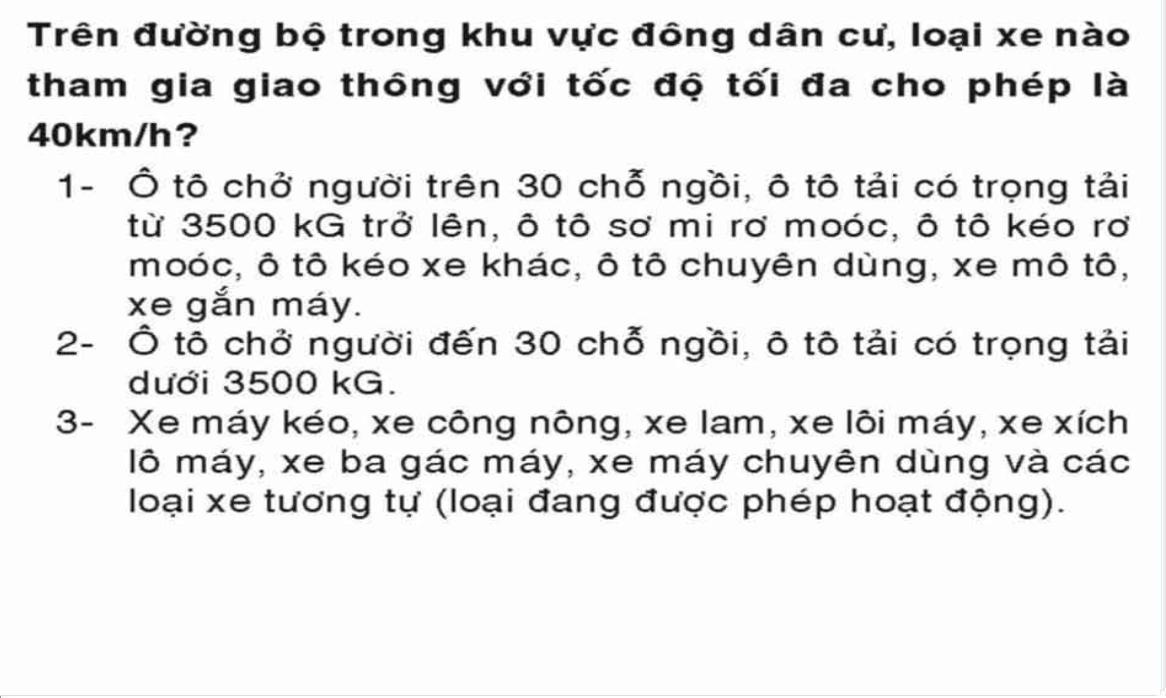 Trên đường bộ trong khu vực đông dân cư, loại xe nào
tham gia giao thông với tốc độ tối đa cho phép là
40km/h?
1- Ô tô chở người trên 30 chỗ ngồi, ô tô tải có trọng tải
từ 3500 kG trở lên, ô tô sơ mi rơ moóc, ô tô kéo rơ
moóc, ô tô kéo xe khác, ô tô chuyên dùng, xe mô tô,
xe gắn máy.
2- Ô tô chở người đến 30 chỗ ngồi, ô tô tải có trọng tải
dưới 3500 kG.
3- Xe máy kéo, xe công nông, xe lam, xe lôi máy, xe xích
lô máy, xe ba gác máy, xe máy chuyên dùng và các
loại xe tương tự (loại đang được phép hoạt động).